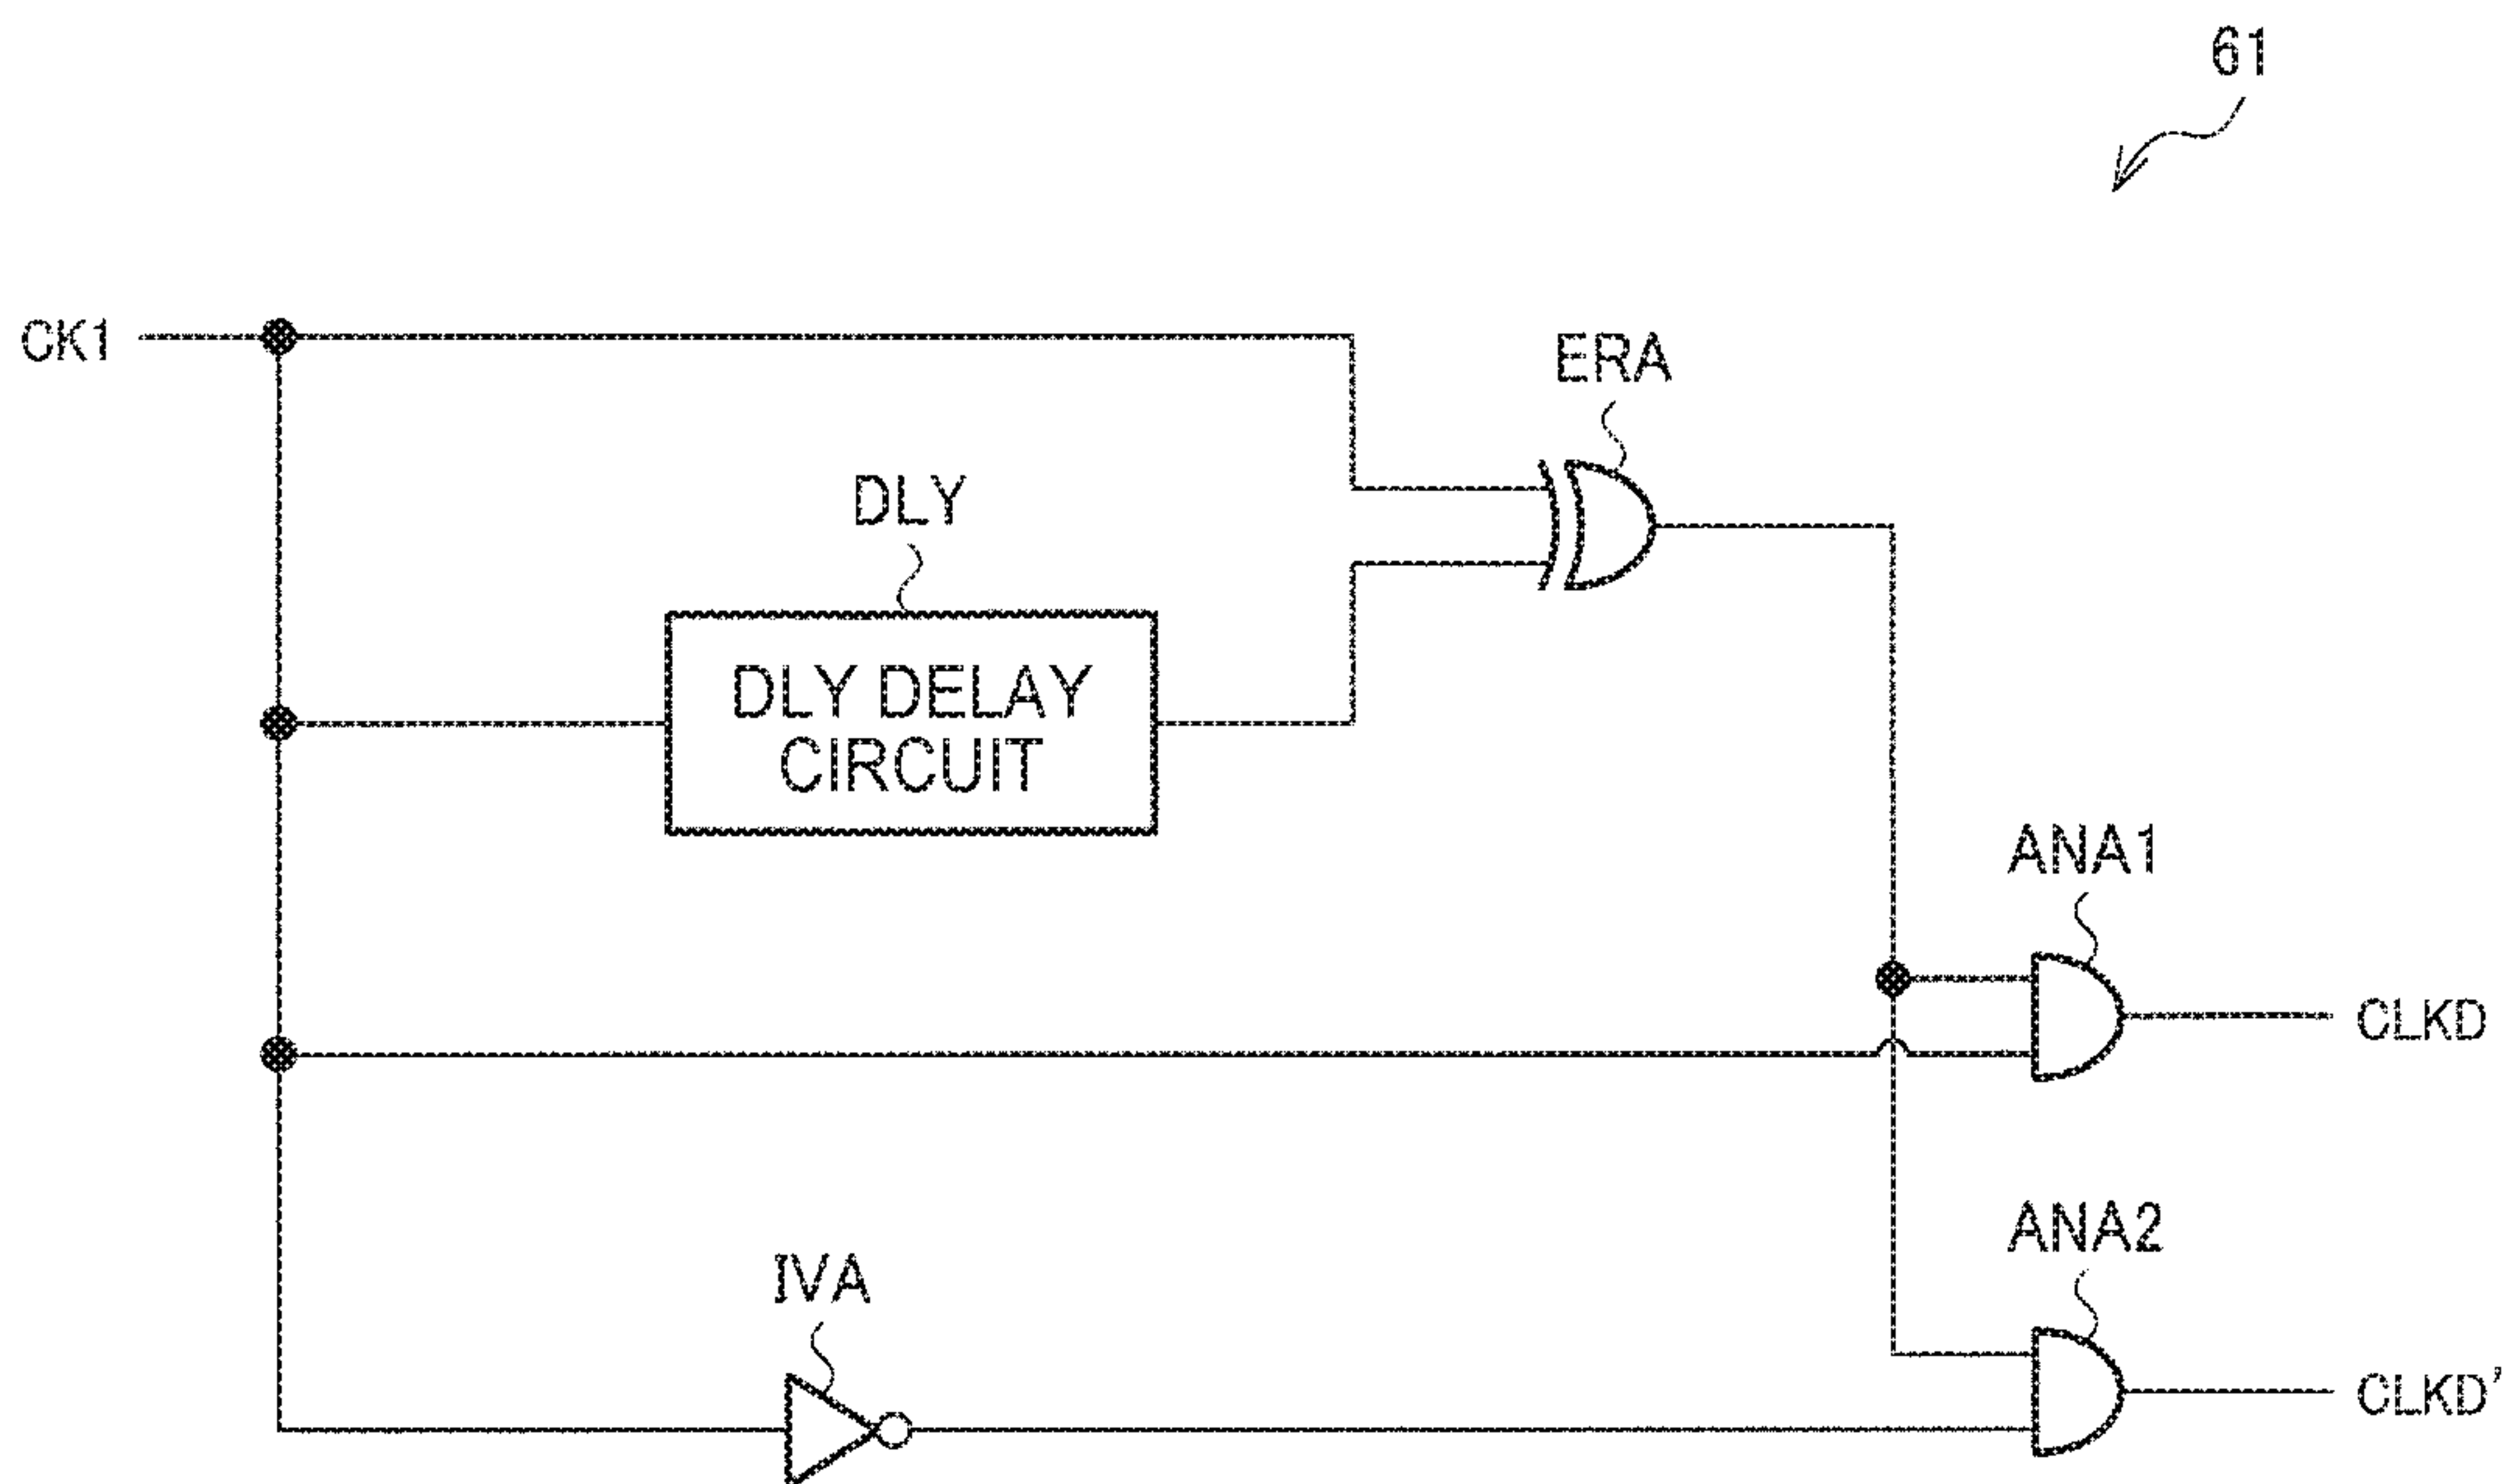 61
CK1
ERA
DLY
DLY DELAY
CIRCUIT
ANA1
CLKD
ANA2
IVA
CLKD'